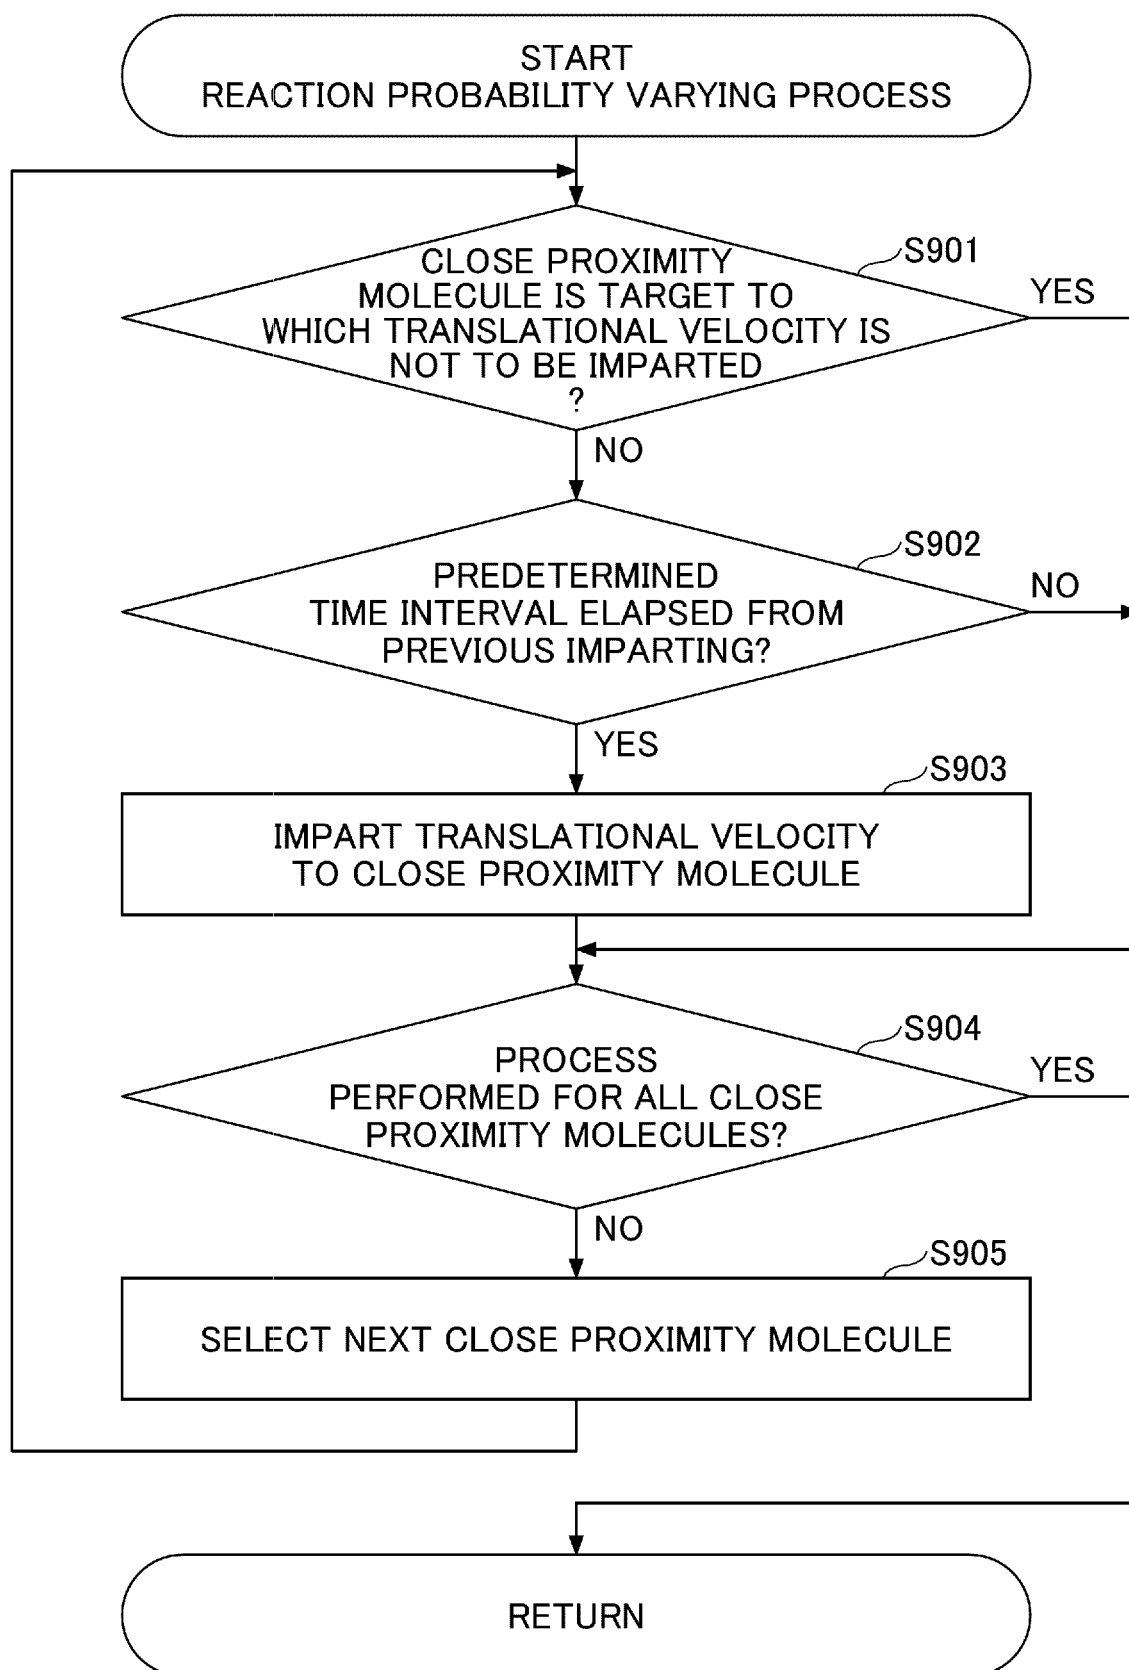 START
REACTION PROBABILITY VARYING PROCESS
S901
CLOSE PROXIMITY
MOLECULE IS TARGET TO
WHICH TRANSLATIONAL VELOCITY IS
NOT TO BE IMPARTED
?
YES
NO
S902
PREDETERMINED
TIME INTERVAL ELAPSED FROM
PREVIOUS IMPARTING?
NO
YES
S903
IMPART TRANSLATIONAL VELOCITY
TO CLOSE PROXIMITY MOLECULE
S904
PROCESS
PERFORMED FOR ALL CLOSE
PROXIMITY MOLECULES?
YES
NO
S905
SELECT NEXT CLOSE PROXIMITY MOLECULE
RETURN